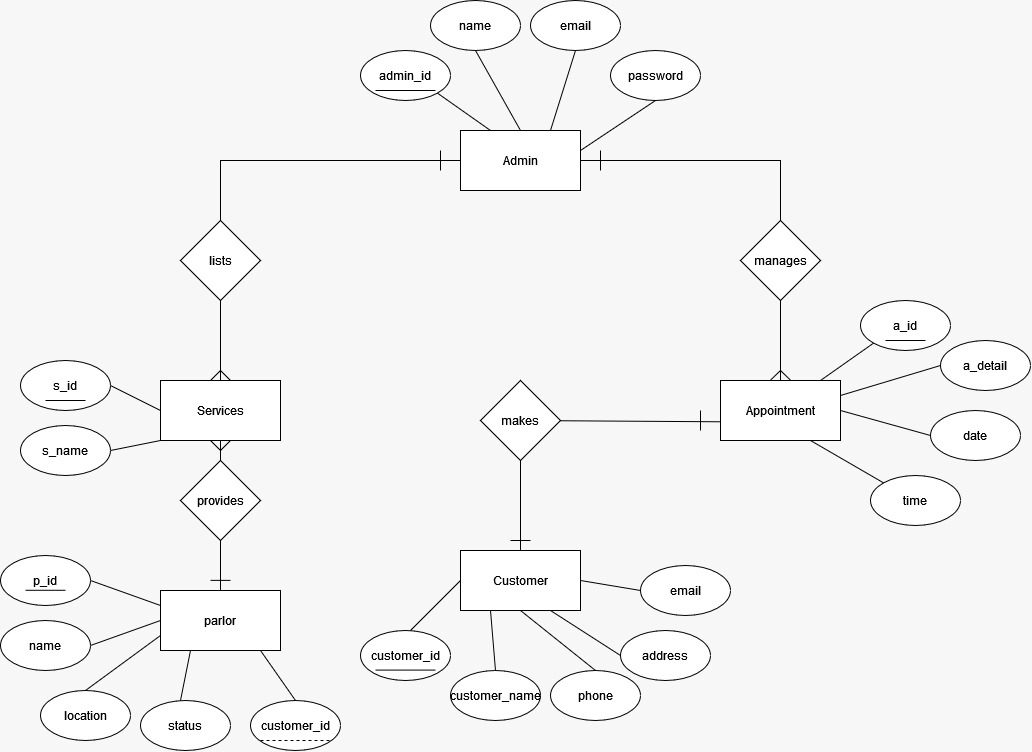 name
email
admin_id
password
Admin
lists
manages
a_id
a_detail
s_id
Services
makes
Appointment
date
s_name
provides
time
p_id
Customer
email
parlor
name
customer_id
address
location
status
customer_id
customer_name
phone